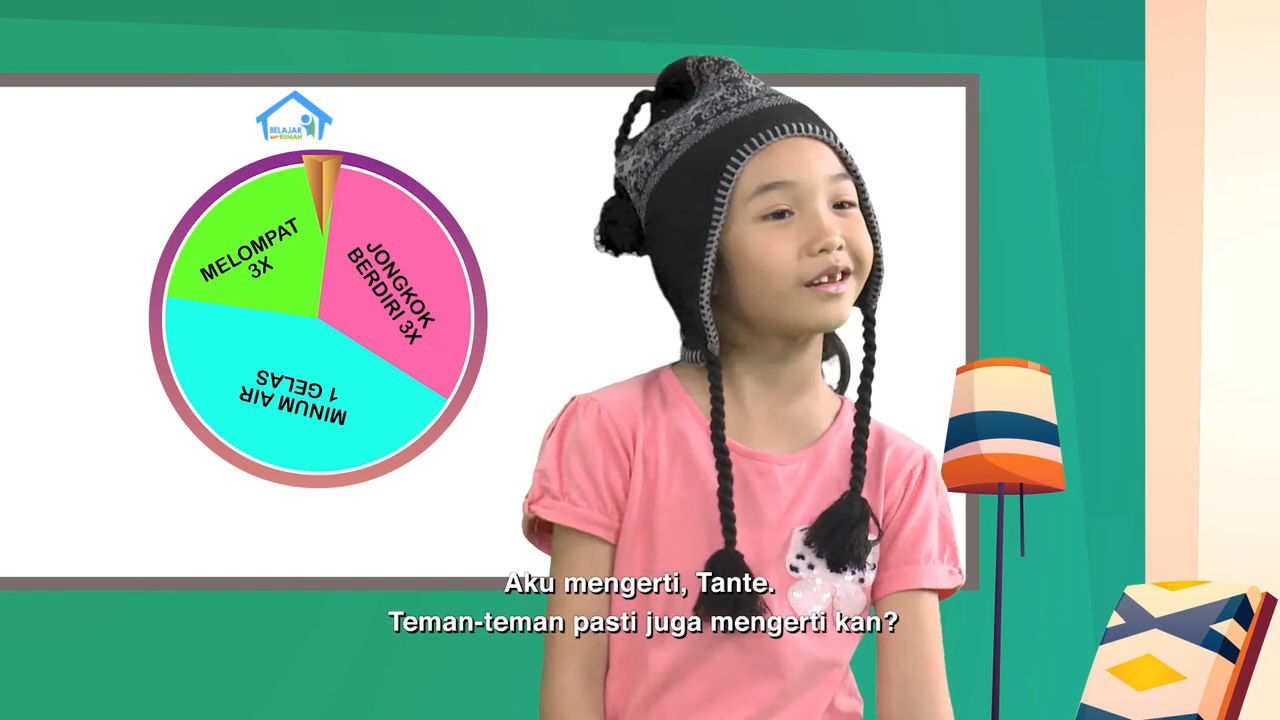 BELAJAR
RUMAH
MELOMPAT
3X
JONGKOK
BERDIRI 3X
MINUM AIR
1 GELAS
Aku mengerti, Tante.
Teman-teman pasti juga mengerti kan?